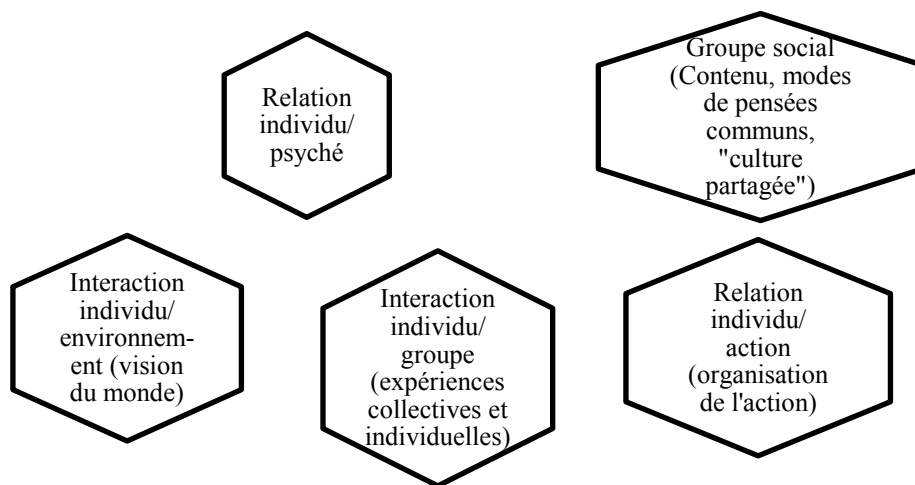 Relation
individu/
psyché
Groupe social
(Contenu, modes
de pensées
communs,
"culture
partagée")
Interaction
individu/
environnem-
ent (vision
du monde)
Interaction
individu/
groupe
(expériences
collectives et
individuelles)
Relation
individu/
action
(organisation
de l'action)